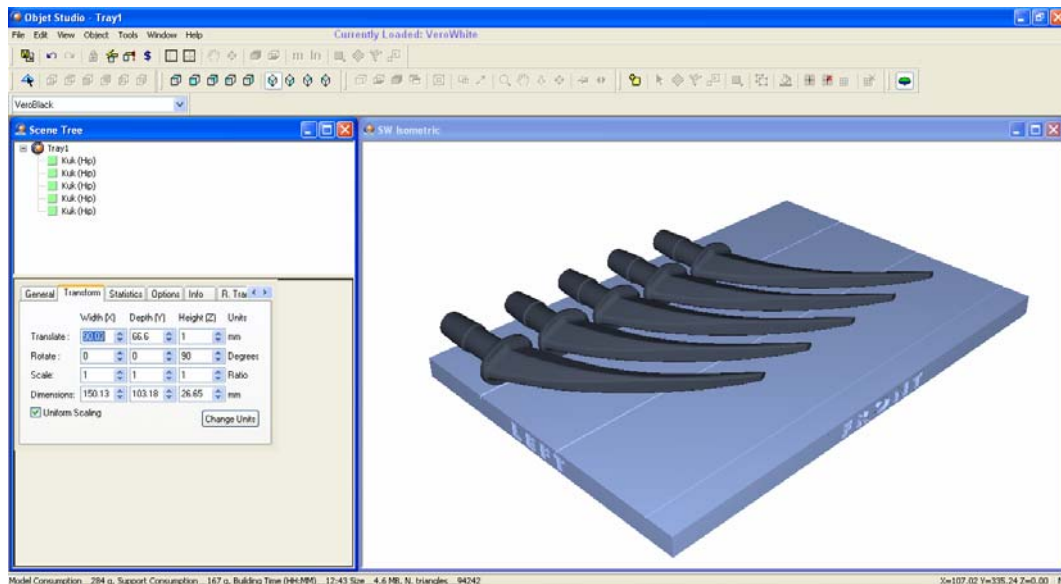 Objet Studio - Tray1
File Edit View Object Tools Window Help
Currently Loaded: VeroWhite
VeroBlack
Scene Tree
Tray1
Kuk (Hip)
Kuk (Hip)
Kuk (Hip)
Kuk (Hip)
Kuk (Hip)
General Transform Statistics Options Info R. Tra
Width (X) Depth (Y) Height (Z) Units
Translate: 66.6 1 mm
Rotate: 0 0 90 Degrees
Scale: 1 1 1 Ratio
Dimensions: 150.13 103.18 26.65 mm
Uniform Scaling
Change Units
SW Isometric
LEFT
FRONT
Model Consumption... 284 g, Support Consumption... 167 g, Building Time (HH:MM)... 12:43 Size... 4.6 MB, N. triangles... 94242
X=107.02 Y=335.24 Z=0.0